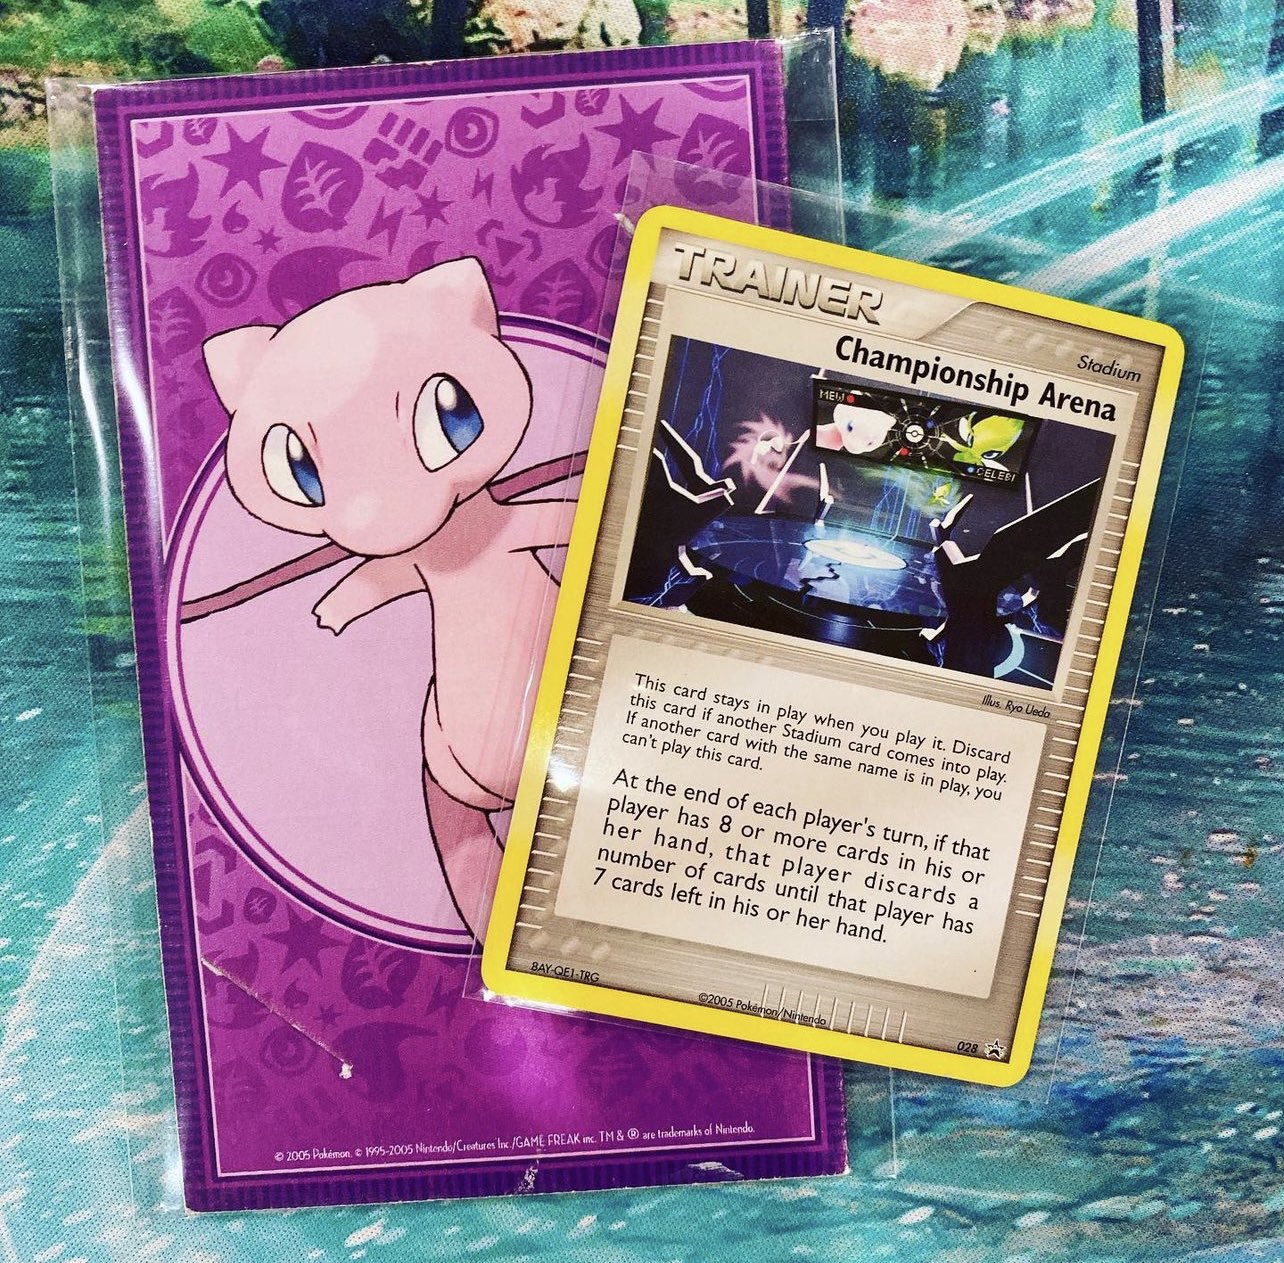 TRAINER
Stadium
Championship Arena
MEW
CELEBI
Illus. Ryo Ueda
This card stays in play when you play it. Discard
this card if another Stadium card comes into play.
If another card with the same name is in play, you
can't play this card.
At the end of each player's turn, if that
player has 8 or more cards in his or
her hand, that player discards a
number of cards until that player has
7 cards left in his or her hand.
8AY-QE1-TRG
©2005 Pokémon/Nintendo
028
© 2005 Pokémon. © 1995-2005 Nintendo/Creatures Inc./GAME FREAK inc. TM & ® are trademarks of Nintendo.